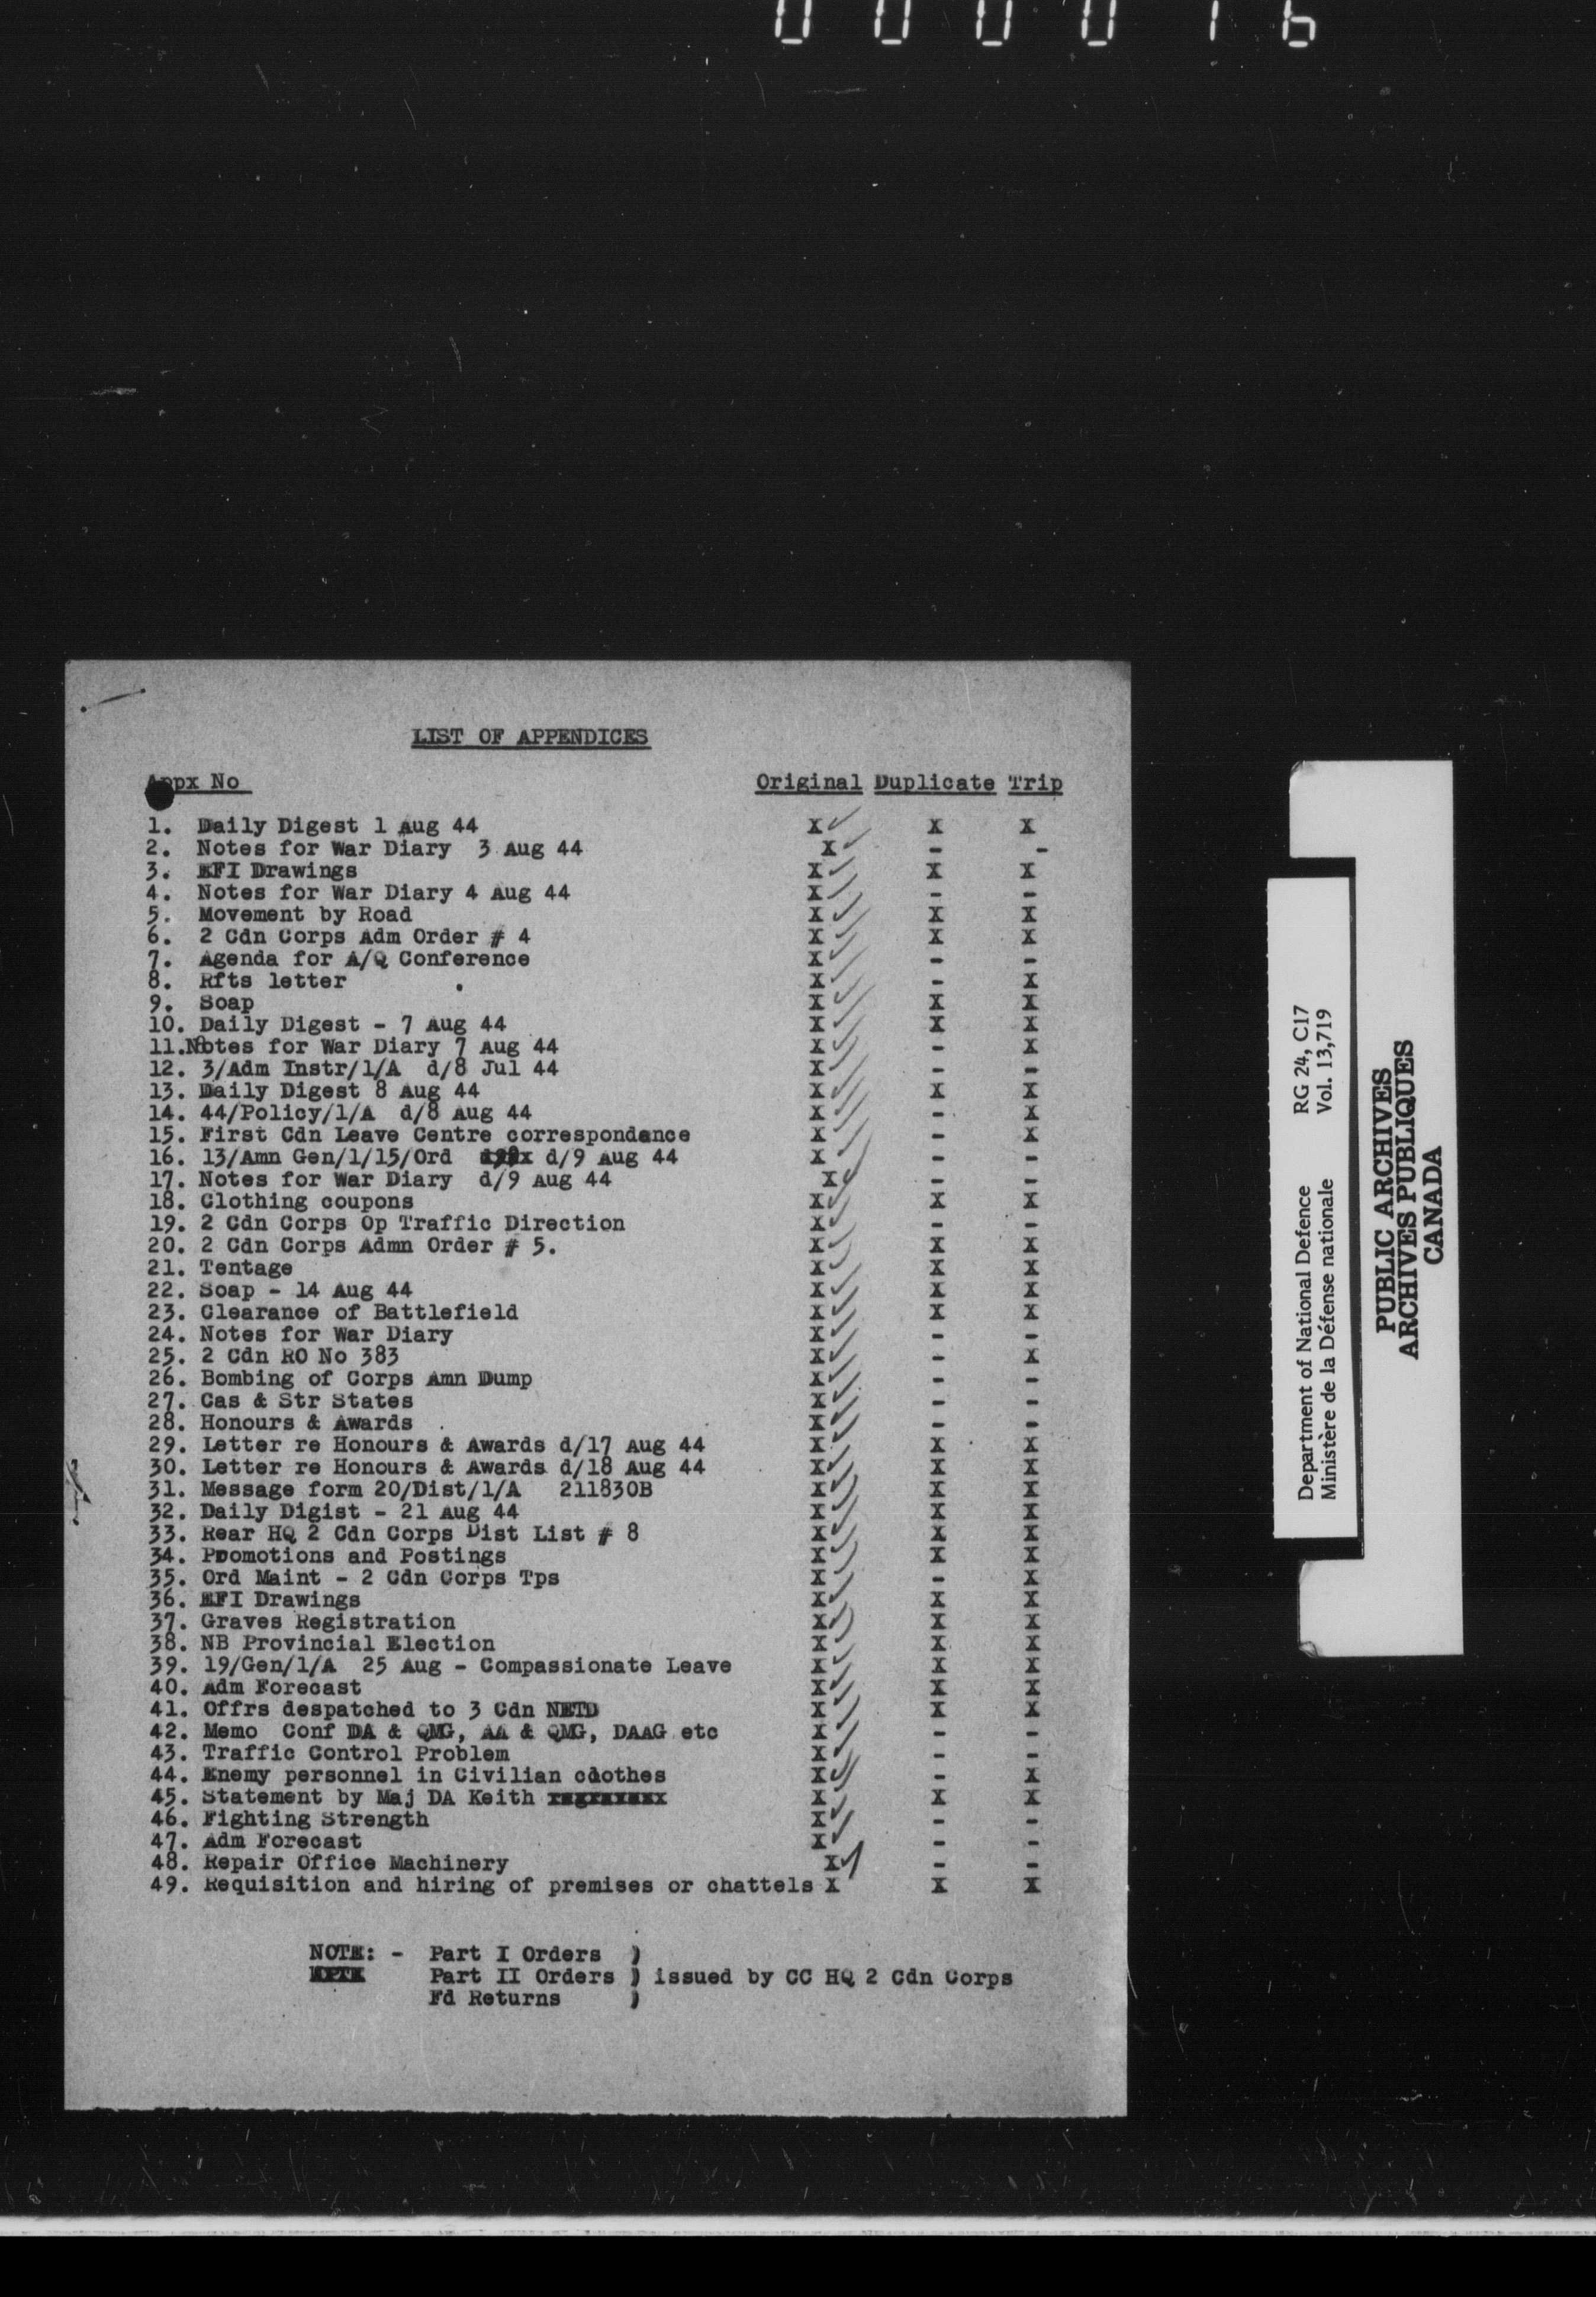 000016
LIST OF APPENDICES
Appx No Original Duplicate Trip
1. Daily Digest 1 Aug 44 X ✓ X X
2. Notes for War Diary 3 Aug 44 X ✓ - -
3. EFI Drawings X ✓ X X
4. Notes for War Diary 4 Aug 44 X ✓ - -
5. Movement by Road X ✓ X X
6. 2 Cdn Corps Adm Order # 4 X ✓ X X
7. Agenda for A/Q Conference X ✓ - -
8. Rfts letter X ✓ - X
9. Soap X ✓ X X
10. Daily Digest - 7 Aug 44 X ✓ X X
11. Notes for War Diary 7 Aug 44 X ✓ - X
12. 3/Adm Instr/1/A d/8 Jul 44 X ✓ - -
13. Daily Digest 8 Aug 44 X ✓ X X
14. 44/Policy/1/A d/8 Aug 44 X ✓ - X
15. First Cdn Leave Centre correspondence X ✓ - X
16. 13/Amn Gen/1/15/Ord d/9 Aug 44 X ✓ - -
17. Notes for War Diary d/9 Aug 44 X ✓ - -
18. Clothing coupons X ✓ X X
19. 2 Cdn Corps Op Traffic Direction X ✓ - -
20. 2 Cdn Corps Admn Order # 5. X ✓ X X
21. Tentage X ✓ X X
22. Soap - 14 Aug 44 X ✓ X X
23. Clearance of Battlefield X ✓ X X
24. Notes for War Diary X ✓ - -
25. 2 Cdn RO No 383 X ✓ - X
26. Bombing of Corps Amn Dump X ✓ - -
27. Cas & Str States X ✓ - -
28. Honours & Awards X ✓ - -
29. Letter re Honours & Awards d/17 Aug 44 X ✓ X X
30. Letter re Honours & Awards d/18 Aug 44 X ✓ X X
31. Message form 20/Dist/1/A 211830B X ✓ X X
32. Daily Digist - 21 Aug 44 X ✓ X X
33. Rear HQ 2 Cdn Corps Dist List # 8 X ✓ X X
34. Promotions and Postings X ✓ X X
35. Ord Maint - 2 Cdn Corps Tps X ✓ - X
36. EFI Drawings X ✓ X X
37. Graves Registration X ✓ X X
38. NB Provincial Election X ✓ X X
39. 19/Gen/1/A 25 Aug - Compassionate Leave X ✓ X X
40. Adm Forecast X ✓ X X
41. Offrs despatched to 3 Cdn NETD X ✓ X X
42. Memo Conf DA & QMG, AA & QMG, DAAG etc X ✓ - -
43. Traffic Control Problem X ✓ - -
44. Enemy personnel in Civilian clothes X ✓ - X
45. Statement by Maj DA Keith X ✓ X X
46. Fighting Strength X ✓ - -
47. Adm Forecast X ✓ - -
48. Repair Office Machinery X ✓ - -
49. Requisition and hiring of premises or chattels X X X
NOTE: - Part I Orders )
Part II Orders ) issued by CC HQ 2 Cdn Corps
Fd Returns )
Department of National Defence RG 24, C17
Ministère de la Défense nationale Vol. 13,719
PUBLIC ARCHIVES
ARCHIVES PUBLIQUES
CANADA